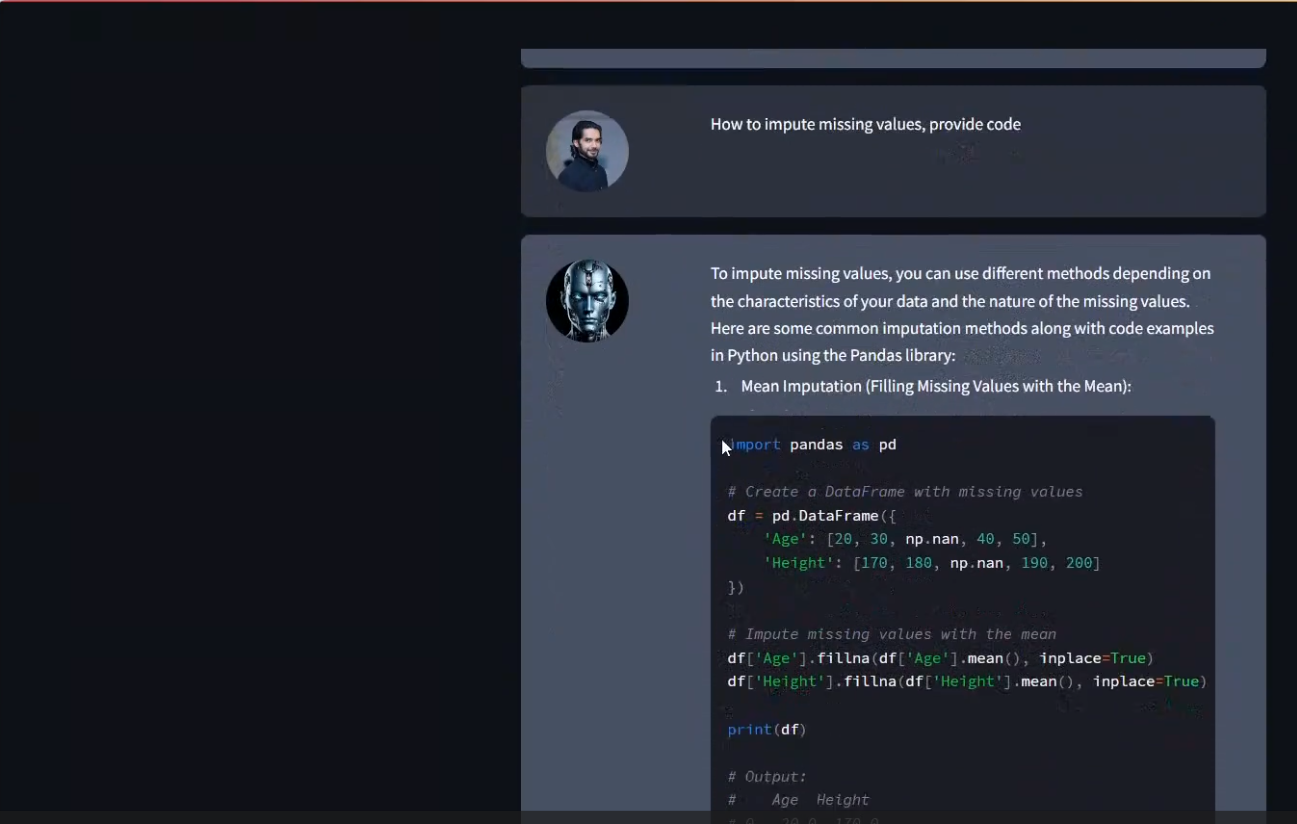 How to impute missing values, provide code
To impute missing values, you can use different methods depending on
the characteristics of your data and the nature of the missing values.
Here are some common imputation methods along with code examples
in Python using the Pandas library:
1. Mean Imputation (Filling Missing Values with the Mean):
import pandas as pd
# Create a DataFrame with missing values
df = pd.DataFrame({
    'Age': [20, 30, np.nan, 40, 50],
    'Height': [170, 180, np.nan, 190, 200]
})
# Impute missing values with the mean
df['Age'].fillna(df['Age'].mean(), inplace=True)
df['Height'].fillna(df['Height'].mean(), inplace=True)
print(df)
# Output:
#    Age  Height
# 0   20.0  170.0